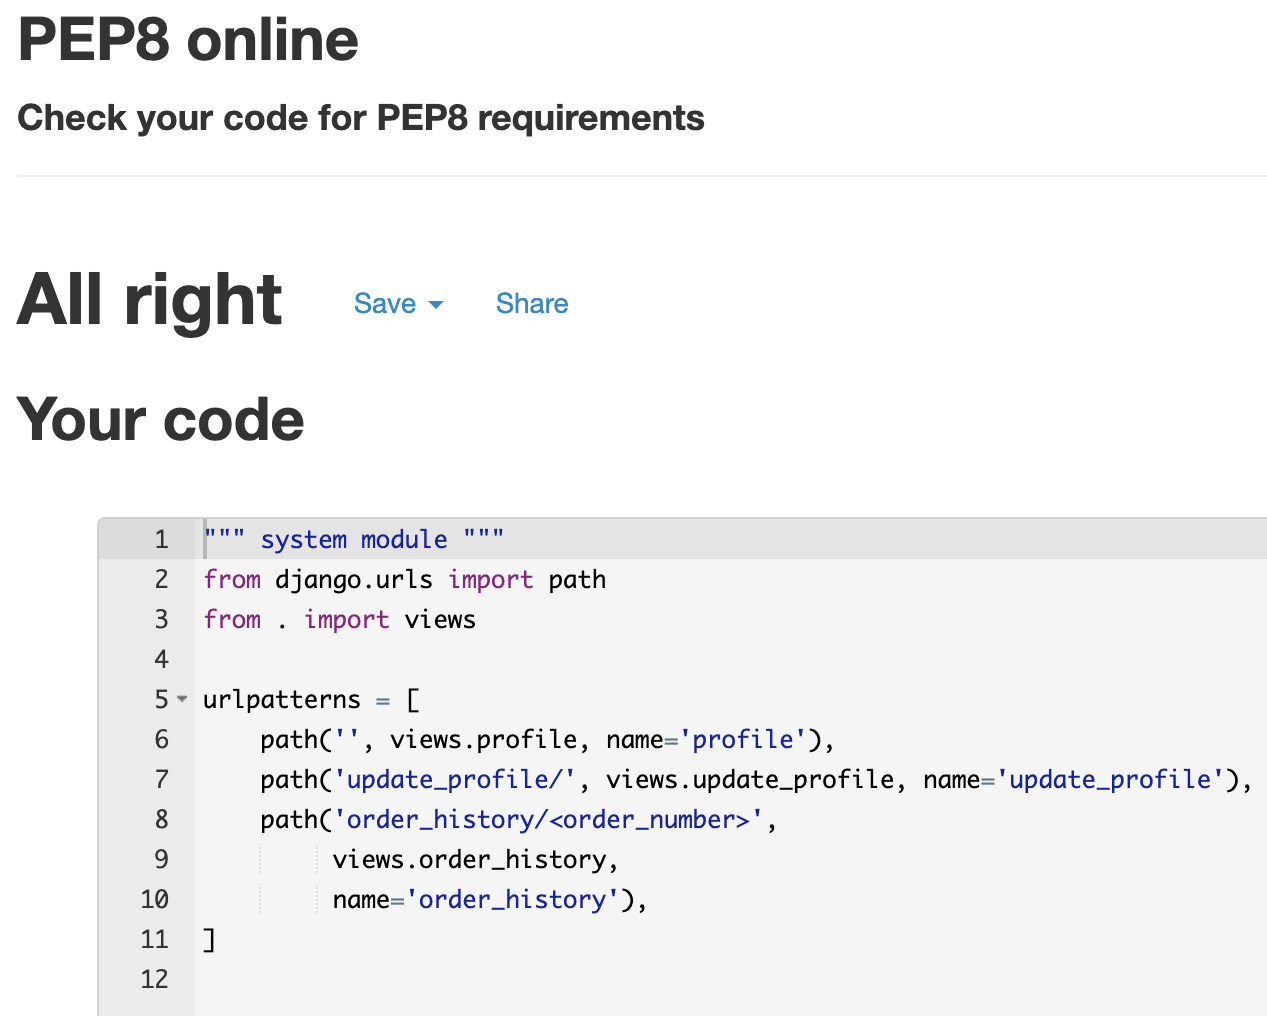 PEP8 online
Check your code for PEP8 requirements
All right Save Share
Your code
1 """ system module """
2 from django.urls import path
3 from . import views
4
5 urlpatterns = [
6     path('', views.profile, name='profile'),
7     path('update_profile/', views.update_profile, name='update_profile'),
8     path('order_history/<order_number>',
9          views.order_history,
10          name='order_history'),
11 ]
12